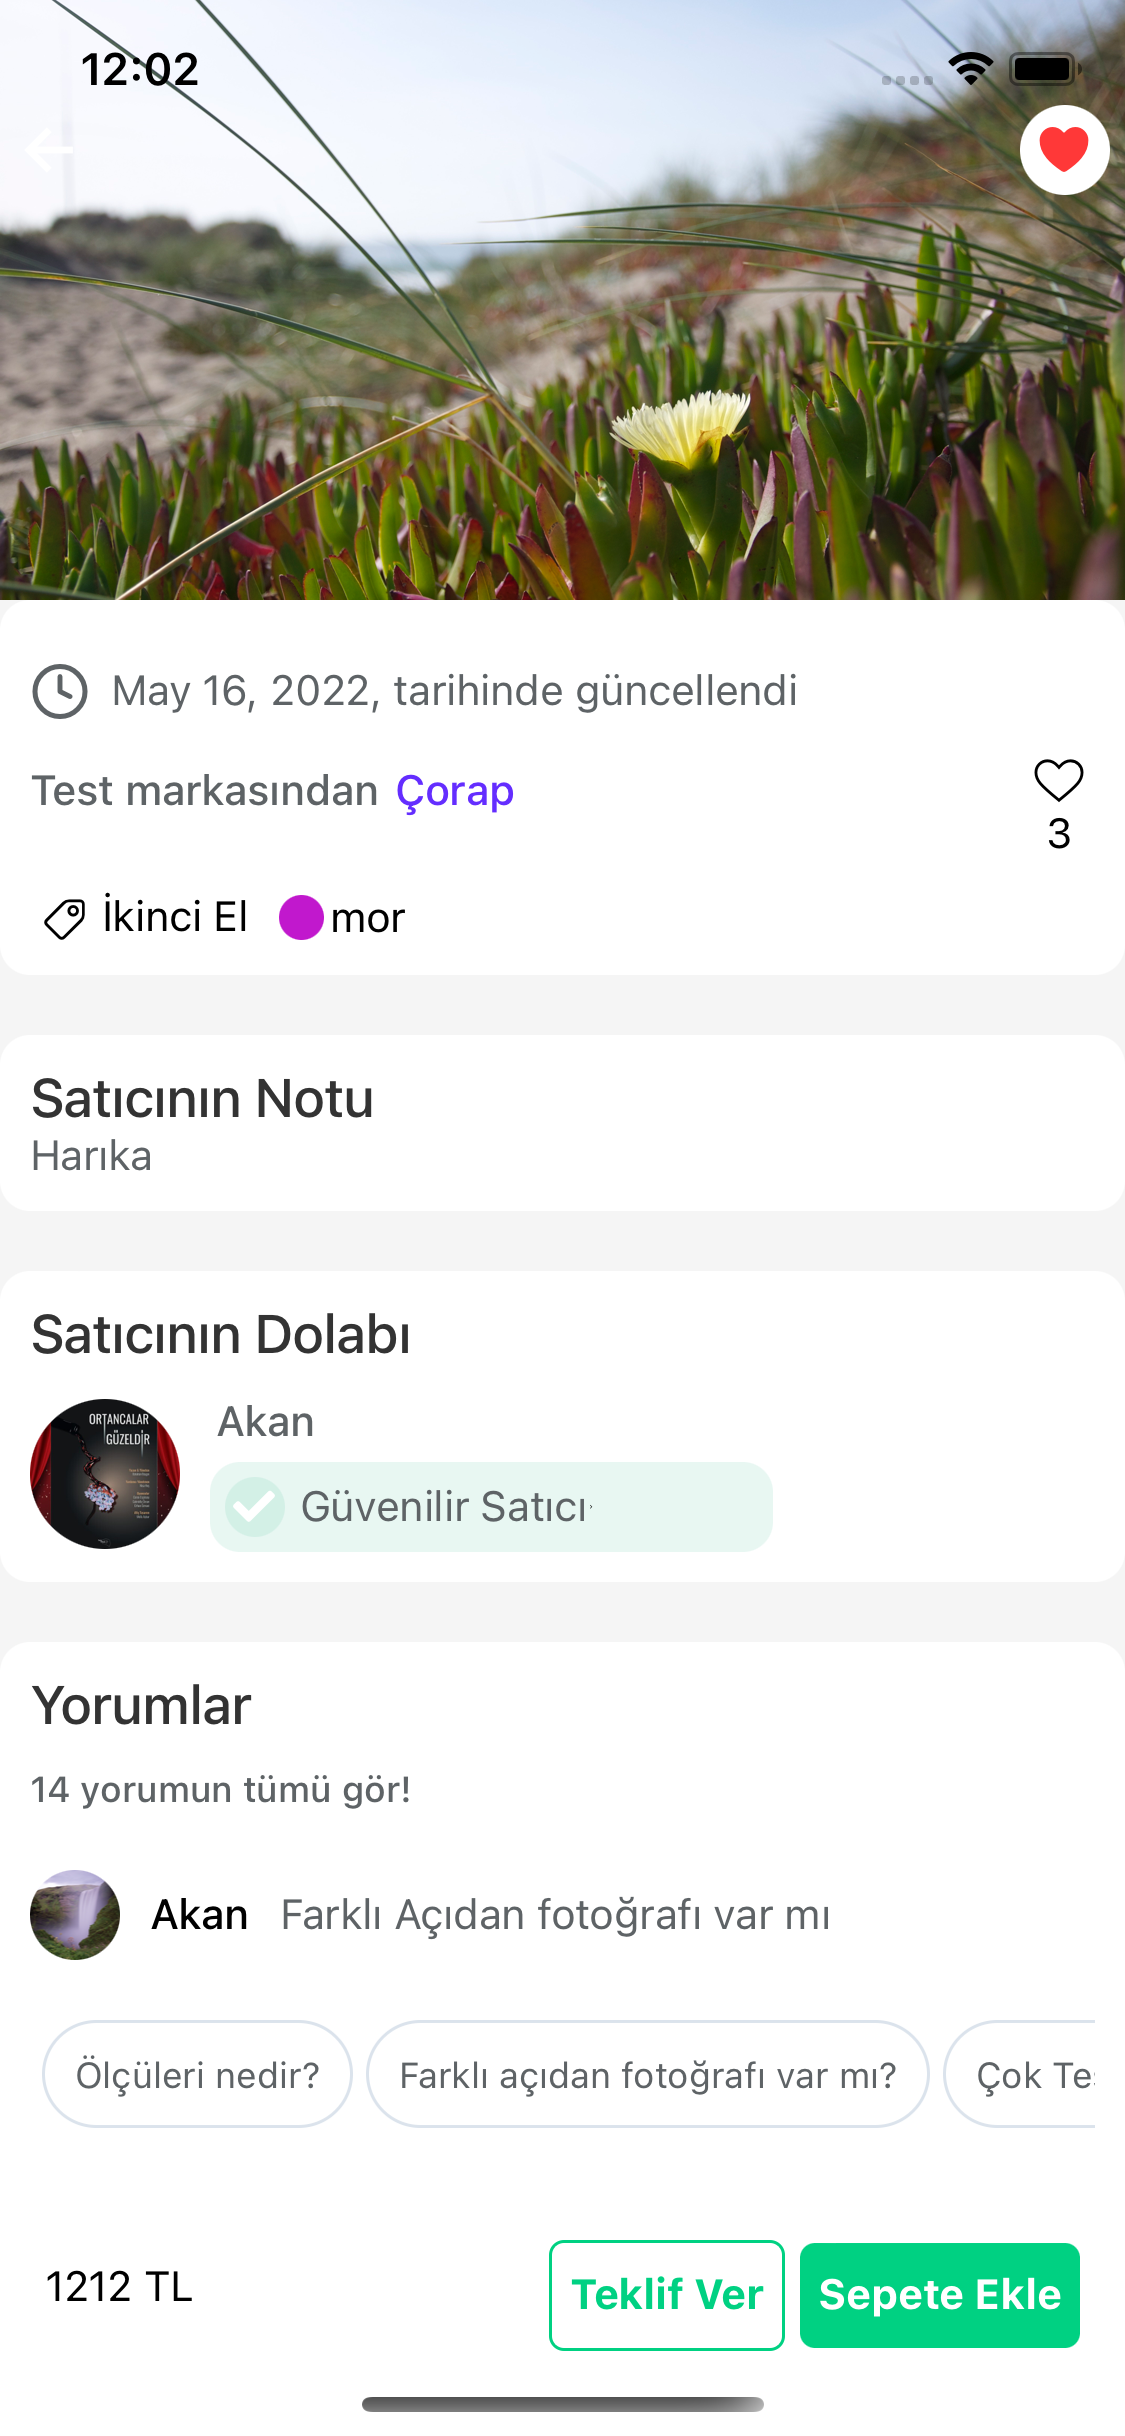 12:02
May 16, 2022, tarihinde güncellendi
Test markasından Çorap
3
İkinci El mor
Satıcının Notu
Harıka
Satıcının Dolabı
ORTANCALAR
GÜZELDİR
Akan
Güvenilir Satıcı
Yorumlar
14 yorumun tümü gör!
Akan Farklı Açıdan fotoğrafı var mı
Ölçüleri nedir? Farklı açıdan fotoğrafı var mı? Çok
1212 TL Teklif Ver Sepete Ekle